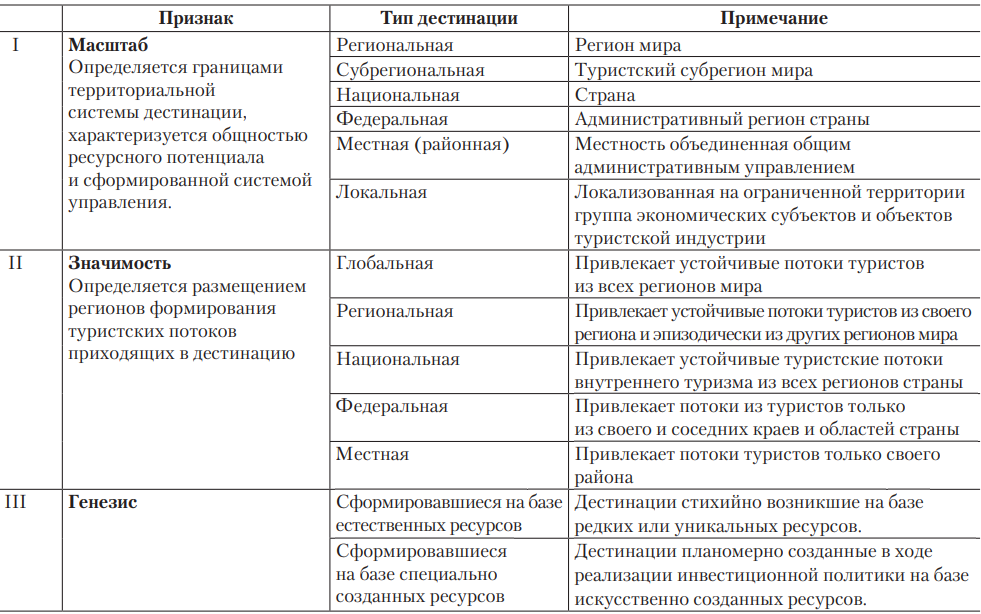 Признак Тип дестинации Примечание
I Масштаб
Определяется границами
территориальной
системы дестинации,
характеризуется общностью
ресурсного потенциала
и сформированной системой
управления.
Региональная Регион мира
Субрегиональная Туристский субрегион мира
Национальная Страна
Федеральная Административный регион страны
Местная (районная) Местность объединенная общим
административным управлением
Локальная Локализованная на ограниченной территории
группа экономических субъектов и объектов
туристской индустрии
II Значимость
Определяется размещением
регионов формирования
туристских потоков
приходящих в дестинацию
Глобальная Привлекает устойчивые потоки туристов
из всех регионов мира
Региональная Привлекает устойчивые потоки туристов из своего
региона и эпизодически из других регионов мира
Национальная Привлекает устойчивые туристские потоки
внутреннего туризма из всех регионов страны
Федеральная Привлекает потоки из туристов только
из своего и соседних краев и областей страны
Местная Привлекает потоки туристов только своего
района
III Генезис
Сформировавшиеся на базе Дестинации стихийно возникшие на базе
естественных ресурсов редких или уникальных ресурсов.
Сформировавшиеся Дестинации планомерно созданные в ходе
на базе специально реализации инвестиционной политики на базе
созданных ресурсов искусственно созданных ресурсов.